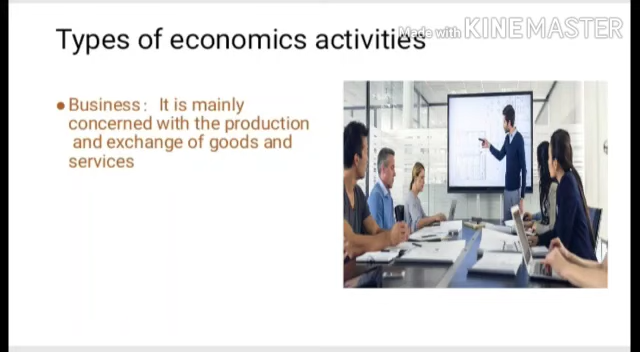 Types of economics activities
Made with KINEMASTER
● Business : It is mainly
concerned with the production
and exchange of goods and
services